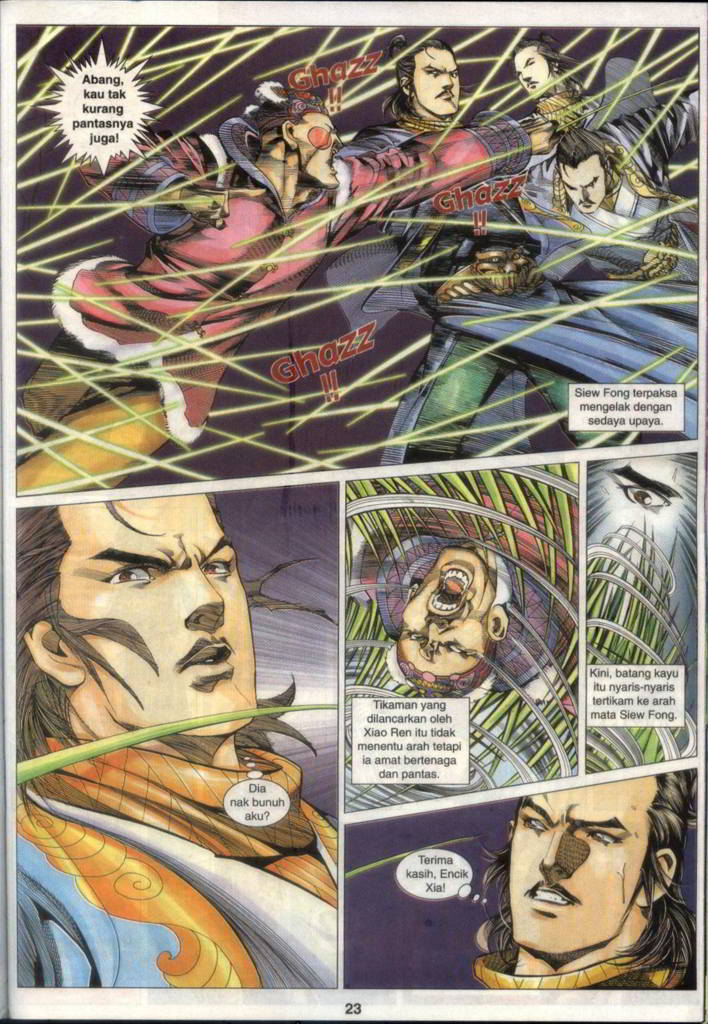 Abang,
kau tak
kurang
pantasnya
juga!
Ghazz
!!
Ghazz
!!
Ghazz
!!
Siew Fong terpaksa
mengelak dengan
sedaya upaya.
Dia
nak bunuh
aku?
Tikaman yang
dilancarkan oleh
Xiao Ren itu tidak
menentu arah tetapi
ia amat bertenaga
dan pantas.
Kini, batang kayu
itu nyaris-nyaris
tertikam ke arah
mata Siew Fong.
Terima
kasih, Encik
Xia!
23